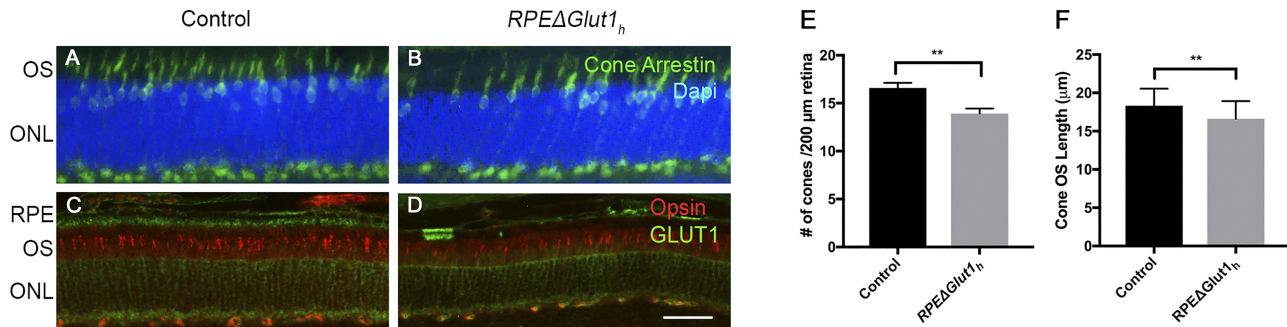 Control
RPEΔGlut1h
OS
ONL
A
B
Cone Arrestin
Dapi
RPE
OS
ONL
C
D
Opsin
GLUT1
E
# of cones /200 µm retina
20
15
10
5
0
**
Control
RPEΔGlut1h
F
Cone OS Length (µm)
25
20
15
10
5
0
**
Control
RPEΔGlut1h